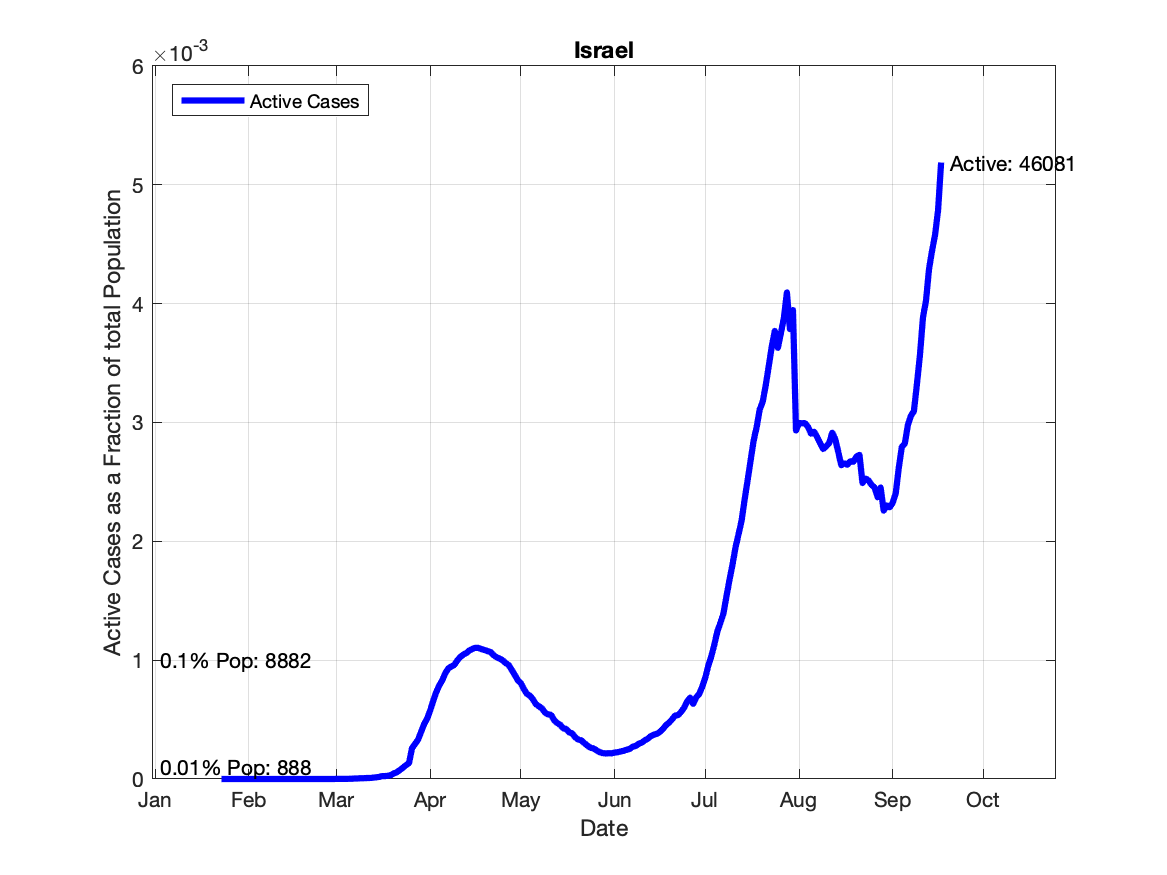 Israel
×10-3
6
Active Cases
Active: 46081
5
4
3
2
1
0.1% Pop: 8882
0.01% Pop: 888
0
Jan Feb Mar Apr May Jun Jul Aug Sep Oct
Date
Active Cases as a Fraction of total Population